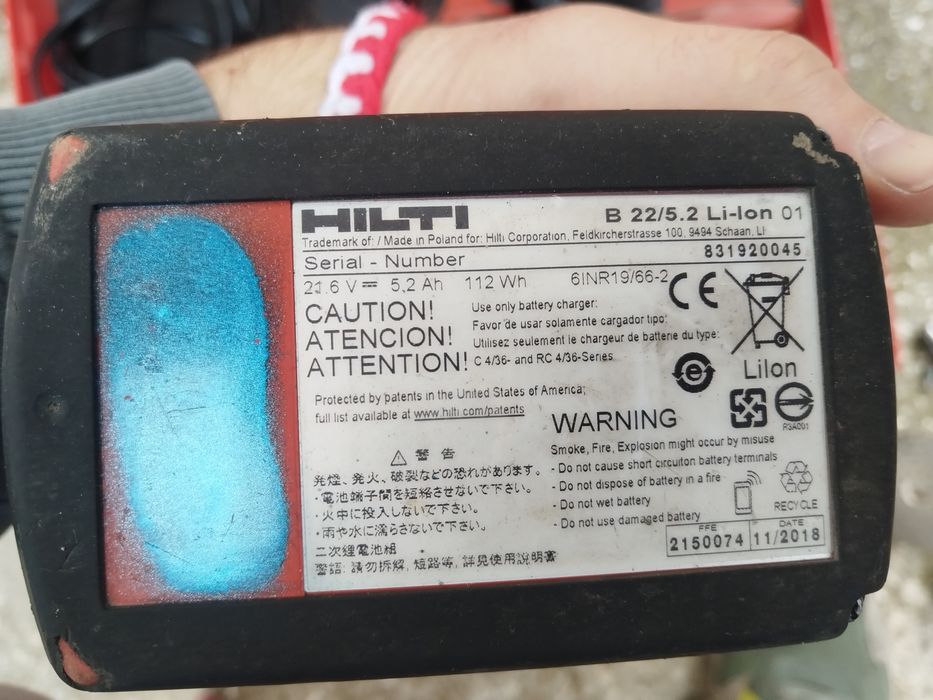 HILTI
B 22/5.2 Li-Ion 01
Trademark of: / Made in Poland for: Hilti Corporation, Feldkircherstrasse 100, 9494 Schaan, LI
Serial - Number 831920045
21.6 V 5,2 Ah 112 Wh 6INR19/66-2
CE
CAUTION!
ATENCION!
ATTENTION!
Use only battery charger:
Favor de usar solamente cargador tipo:
Utilisez seulement le chargeur de batterie du type:
C 4/36- and RC 4/36-Series
LiIon
Protected by patents in the United States of America;
full list available at www.hilti.com/patents
R3A001
WARNING
Smoke, Fire, Explosion might occur by misuse
- Do not cause short circuit on battery terminals
- Do not dispose of battery in a fire
- Do not wet battery
- Do not use damaged battery
RECYCLE
警告
発煙、発火、破裂などの恐れがあります。
・電池端子間を短絡させないで下さい。
・火中に投入しないで下さい。
・雨や水に濡らさないで下さい。
二次鋰電池組
警語: 請勿拆解, 短路等, 詳見使用說明書
PFE DATE
2150074 11/2018